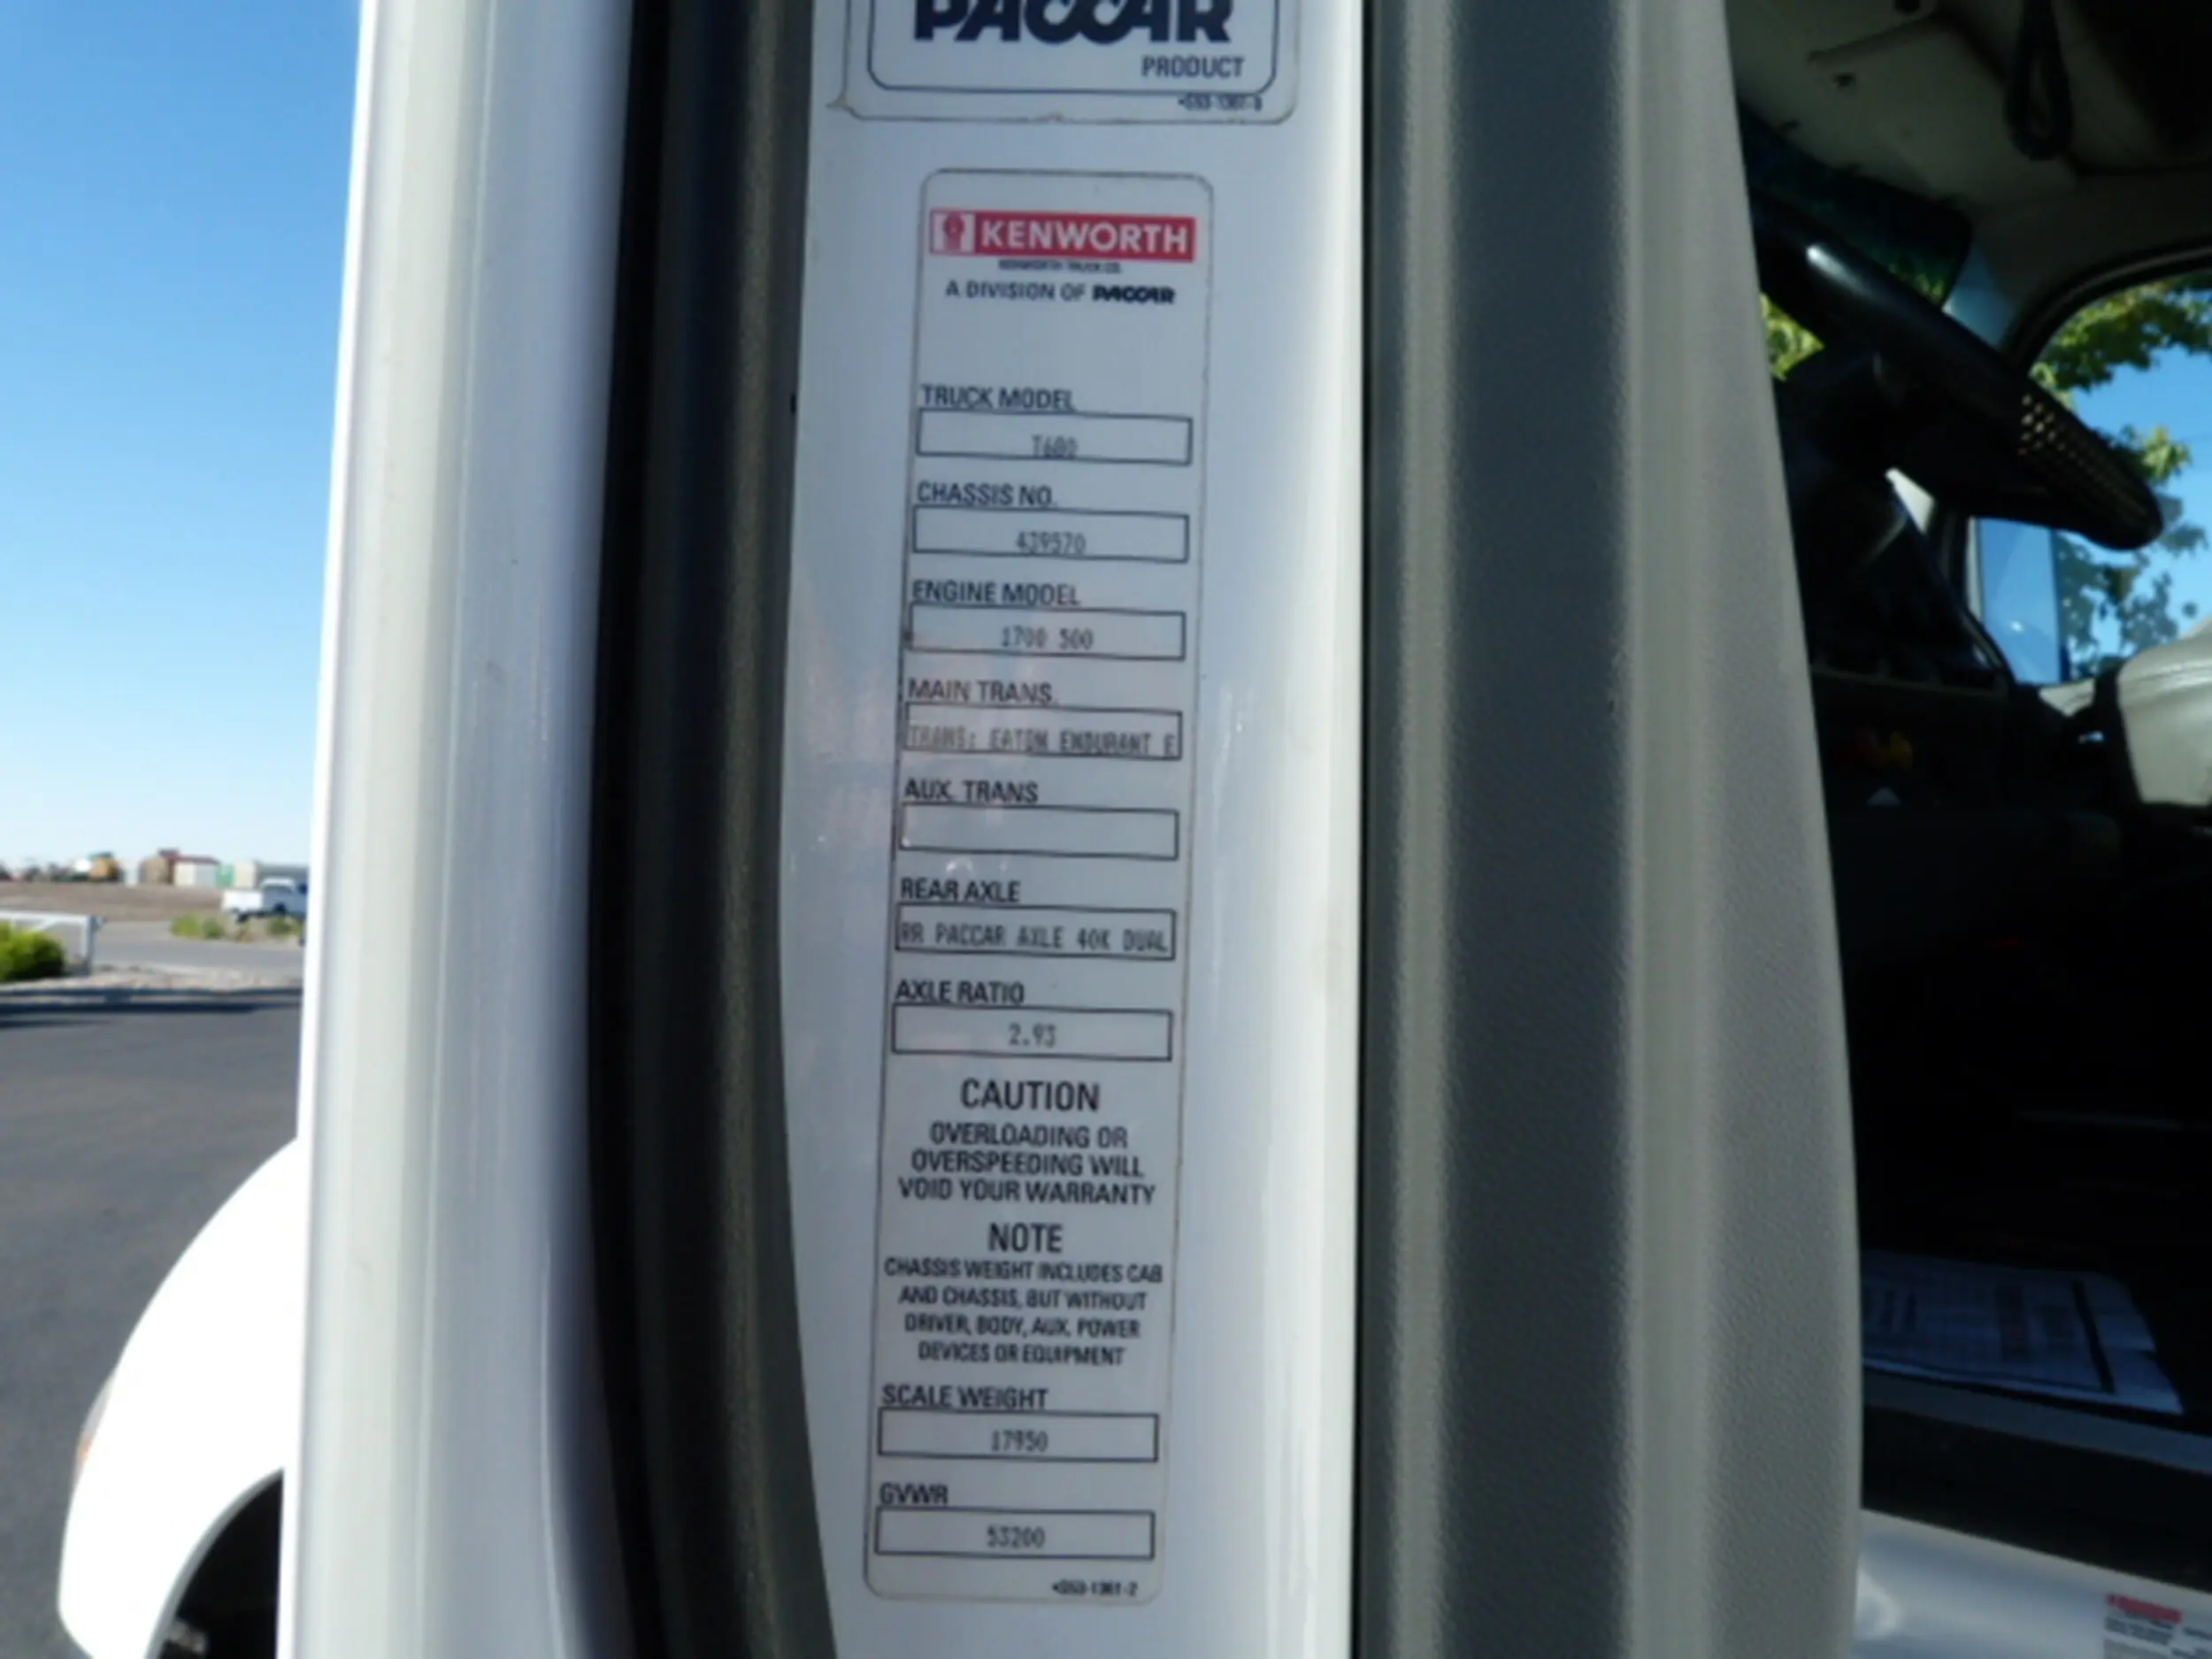 PACCAR
PRODUCT
KENWORTH
KENWORTH TRUCK CO.
A DIVISION OF PACCAR
TRUCK MODEL
T680
CHASSIS NO.
439570
ENGINE MODEL
1700 500
MAIN TRANS.
TRANS: EATON ENDURANT E
AUX. TRANS
REAR AXLE
RR PACCAR AXLE 40K DUAL
AXLE RATIO
2.93
CAUTION
OVERLOADING OR
OVERSPEEDING WILL
VOID YOUR WARRANTY
NOTE
CHASSIS WEIGHT INCLUDES CAB
AND CHASSIS, BUT WITHOUT
DRIVER, BODY, AUX. POWER
DEVICES OR EQUIPMENT
SCALE WEIGHT
17950
GVWR
53200